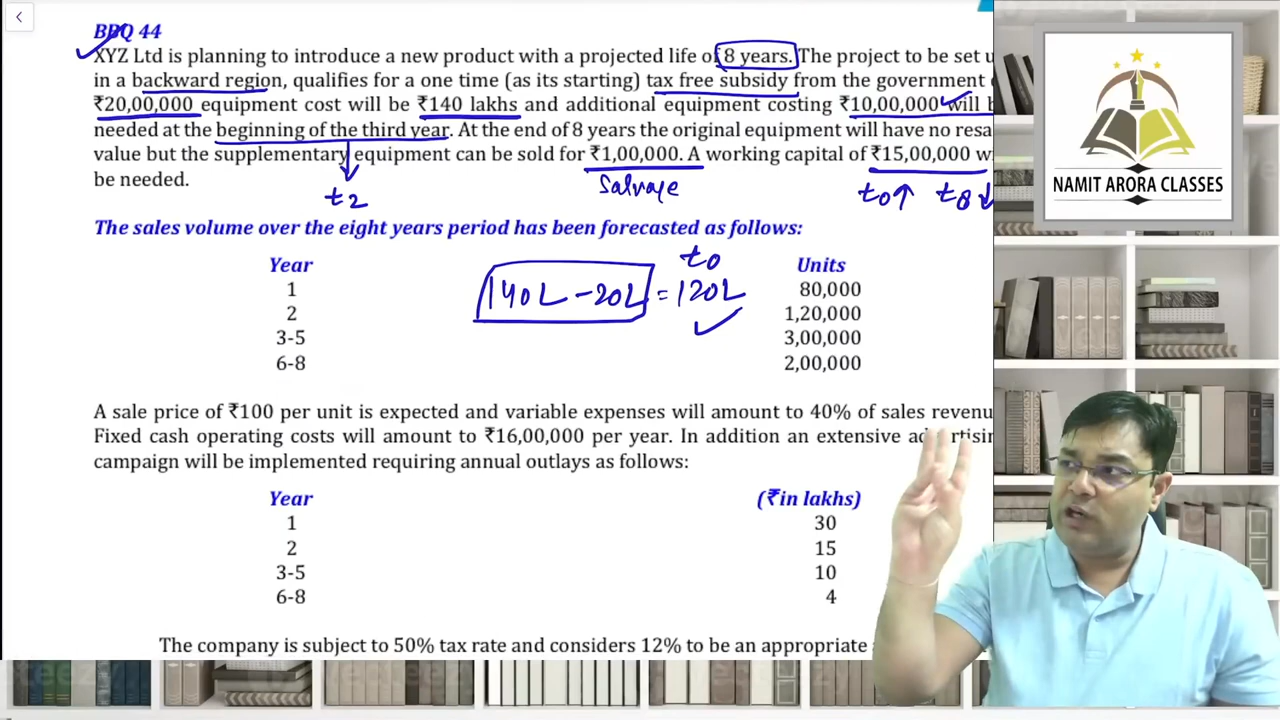 BBQ 44
XYZ Ltd is planning to introduce a new product with a projected life of 8 years. The project to be set u
in a backward region, qualifies for a one time (as its starting) tax free subsidy from the government
₹20,00,000 equipment cost will be ₹140 lakhs and additional equipment costing ₹10,00,000 will b
needed at the beginning of the third year. At the end of 8 years the original equipment will have no resa
value but the supplementary equipment can be sold for ₹1,00,000. A working capital of ₹15,00,000 w
be needed.
t2
Salvage
t0↑ t8↓
NAMIT ARORA CLASSES
The sales volume over the eight years period has been forecasted as follows:
Year Units
1 80,000
2 1,20,000
3-5 3,00,000
6-8 2,00,000
t0
140L - 20L = 120L
A sale price of ₹100 per unit is expected and variable expenses will amount to 40% of sales revenu
Fixed cash operating costs will amount to ₹16,00,000 per year. In addition an extensive
campaign will be implemented requiring annual outlays as follows:
Year (₹in lakhs)
1 30
2 15
3-5 10
6-8 4
The company is subject to 50% tax rate and considers 12% to be an appropriate